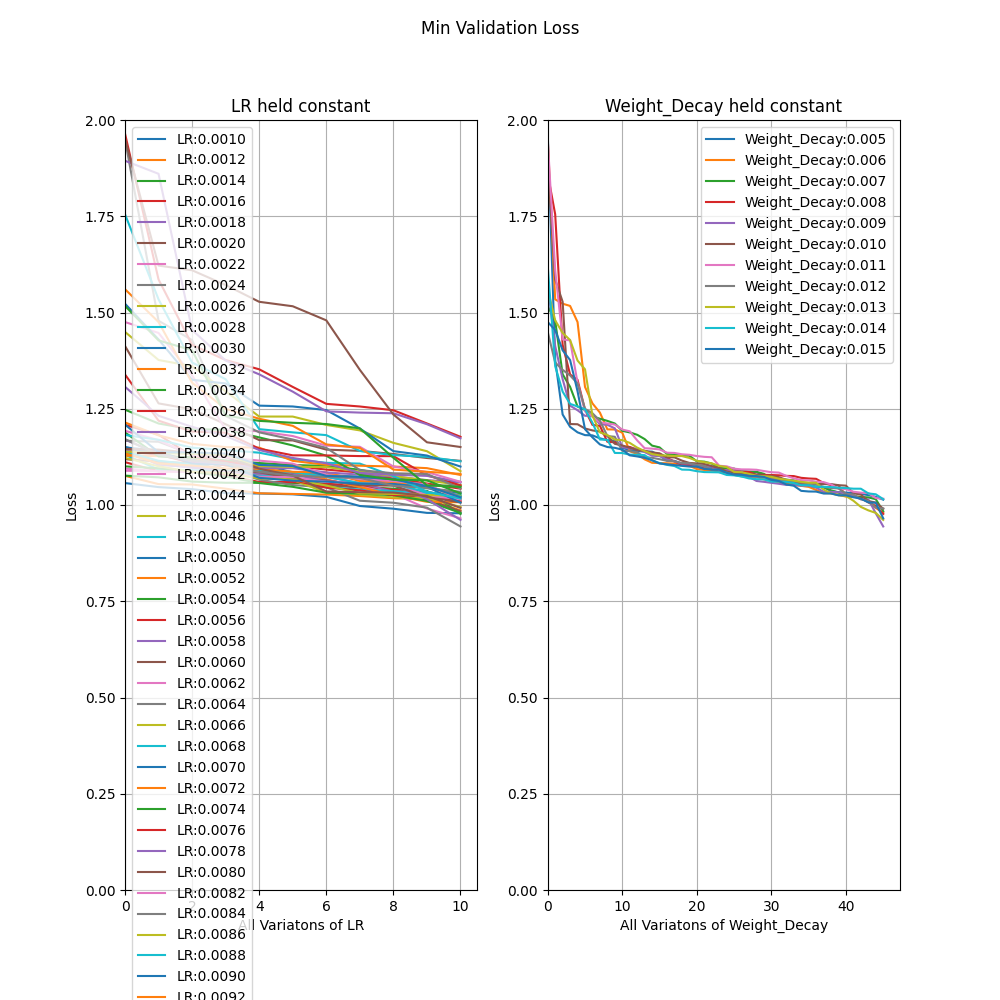 Min Validation Loss
LR held constant
2.00
1.75
1.50
1.25
1.00
0.75
0.50
0.25
0.00
Loss
LR:0.0010
LR:0.0012
LR:0.0014
LR:0.0016
LR:0.0018
LR:0.0020
LR:0.0022
LR:0.0024
LR:0.0026
LR:0.0028
LR:0.0030
LR:0.0032
LR:0.0034
LR:0.0036
LR:0.0038
LR:0.0040
LR:0.0042
LR:0.0044
LR:0.0046
LR:0.0048
LR:0.0050
LR:0.0052
LR:0.0054
LR:0.0056
LR:0.0058
LR:0.0060
LR:0.0062
LR:0.0064
LR:0.0066
LR:0.0068
LR:0.0070
LR:0.0072
LR:0.0074
LR:0.0076
LR:0.0078
LR:0.0080
LR:0.0082
LR:0.0084
LR:0.0086
LR:0.0088
LR:0.0090
LR:0.0092
0 2 4 6 8 10
All Variatons of LR
Weight_Decay held constant
2.00
1.75
1.50
1.25
1.00
0.75
0.50
0.25
0.00
Loss
Weight_Decay:0.005
Weight_Decay:0.006
Weight_Decay:0.007
Weight_Decay:0.008
Weight_Decay:0.009
Weight_Decay:0.010
Weight_Decay:0.011
Weight_Decay:0.012
Weight_Decay:0.013
Weight_Decay:0.014
Weight_Decay:0.015
0 10 20 30 40
All Variatons of Weight_Decay